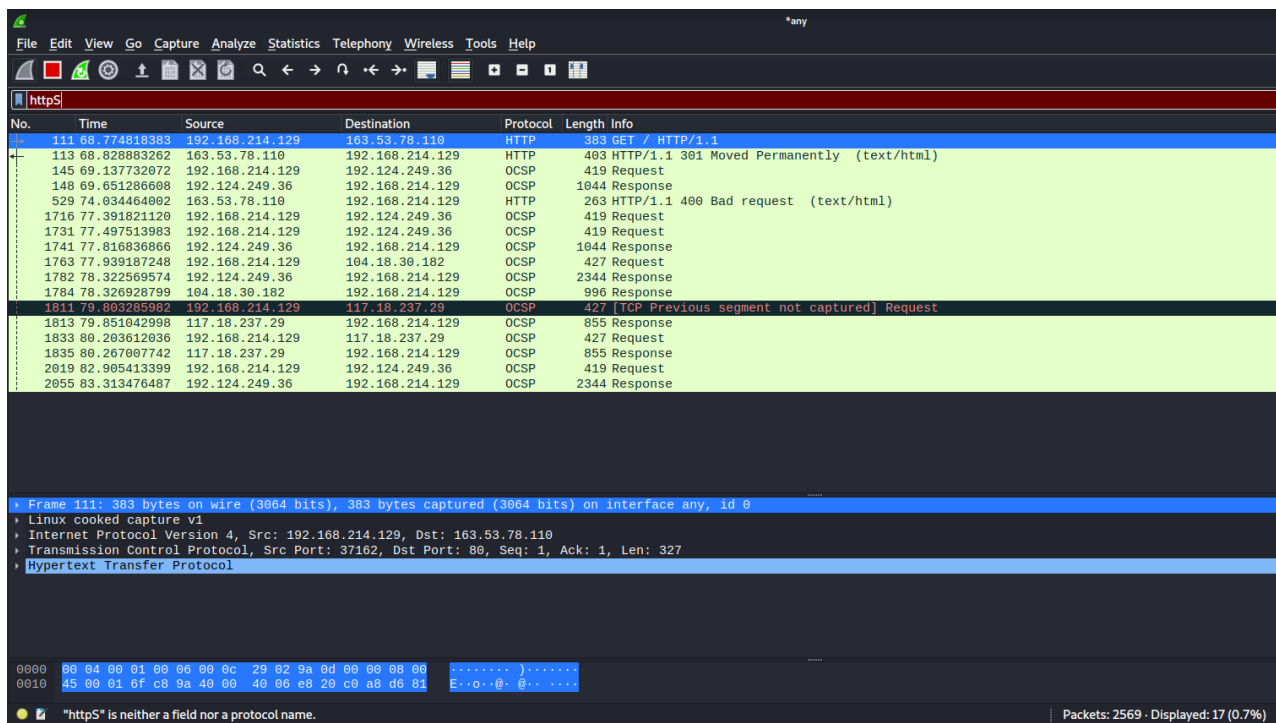 *any
File Edit View Go Capture Analyze Statistics Telephony Wireless Tools Help
httpS
No. Time Source Destination Protocol Length Info
111 68.774818383 192.168.214.129 163.53.78.110 HTTP 383 GET / HTTP/1.1
113 68.828883262 163.53.78.110 192.168.214.129 HTTP 403 HTTP/1.1 301 Moved Permanently (text/html)
145 69.137732072 192.168.214.129 192.124.249.36 OCSP 419 Request
148 69.651286608 192.124.249.36 192.168.214.129 OCSP 1044 Response
529 74.034464002 163.53.78.110 192.168.214.129 HTTP 263 HTTP/1.1 400 Bad request (text/html)
1716 77.391821120 192.168.214.129 192.124.249.36 OCSP 419 Request
1731 77.497513983 192.168.214.129 192.124.249.36 OCSP 419 Request
1741 77.816836866 192.124.249.36 192.168.214.129 OCSP 1044 Response
1763 77.939187248 192.168.214.129 104.18.30.182 OCSP 427 Request
1782 78.322569574 192.124.249.36 192.168.214.129 OCSP 2344 Response
1784 78.326928799 104.18.30.182 192.168.214.129 OCSP 996 Response
1811 79.803285982 192.168.214.129 117.18.237.29 OCSP 427 [TCP Previous segment not captured] Request
1813 79.851042998 117.18.237.29 192.168.214.129 OCSP 855 Response
1833 80.203612036 192.168.214.129 117.18.237.29 OCSP 427 Request
1835 80.267007742 117.18.237.29 192.168.214.129 OCSP 855 Response
2019 82.905413399 192.168.214.129 192.124.249.36 OCSP 419 Request
2055 83.313476487 192.124.249.36 192.168.214.129 OCSP 2344 Response
Frame 111: 383 bytes on wire (3064 bits), 383 bytes captured (3064 bits) on interface any, id 0
Linux cooked capture v1
Internet Protocol Version 4, Src: 192.168.214.129, Dst: 163.53.78.110
Transmission Control Protocol, Src Port: 37162, Dst Port: 80, Seq: 1, Ack: 1, Len: 327
Hypertext Transfer Protocol
0000 00 04 00 01 00 06 00 0c 29 02 9a 0d 00 00 08 00 ········ )·······
0010 45 00 01 6f c8 9a 40 00 40 06 e8 20 c0 a8 d6 81 E··o··@· @·· ····
"httpS" is neither a field nor a protocol name. Packets: 2569 · Displayed: 17 (0.7%)